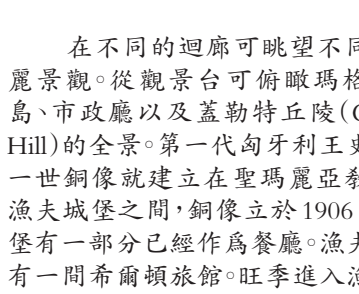 在不同的迴廊可眺望不同
麗景觀。從觀景台可俯瞰瑪格
島、市政廳以及蓋勒特丘陵(
Hill)的全景。第一代匈牙利王
一世銅像就建立在聖瑪麗亞教
漁夫城堡之間，銅像立於1906
堡有一部分已經作為餐廳。漁夫
有一間希爾頓旅館。旺季進入漁